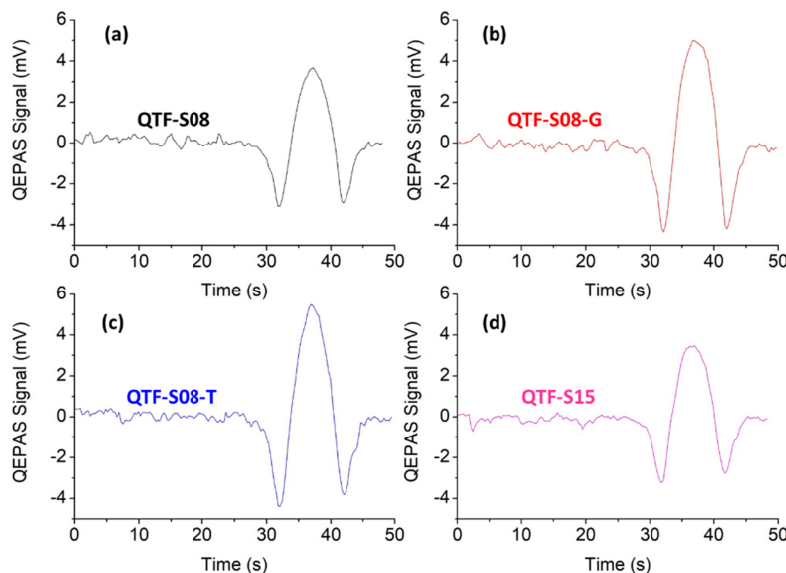 (a)
QTF-S08
QEPAS Signal (mV)
6
4
2
0
-2
-4
0 10 20 30 40 50
Time (s)
(b)
QTF-S08-G
QEPAS Signal (mV)
6
4
2
0
-2
-4
0 10 20 30 40 50
Time (s)
(c)
QTF-S08-T
QEPAS Signal (mV)
6
4
2
0
-2
-4
0 10 20 30 40 50
Time (s)
(d)
QTF-S15
QEPAS Signal (mV)
6
4
2
0
-2
-4
0 10 20 30 40 50
Time (s)